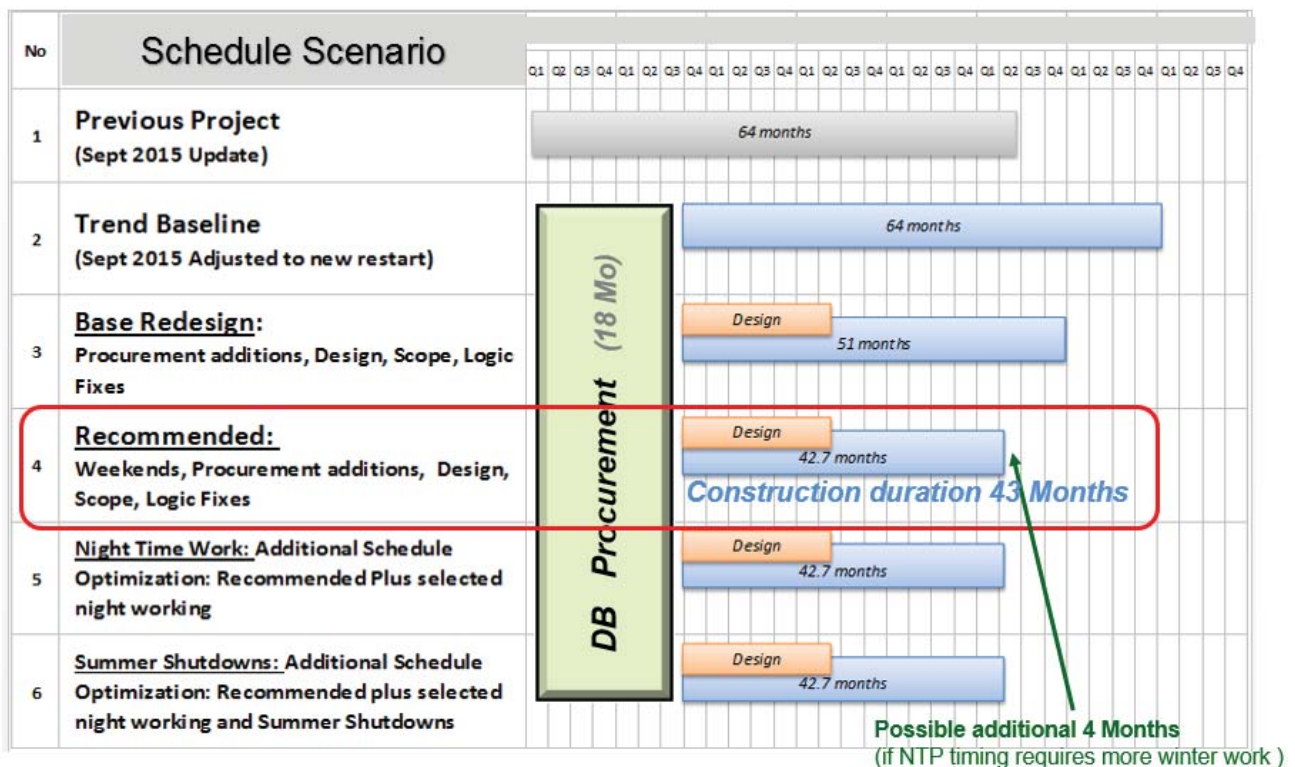 No
Schedule Scenario
Q1 Q2 Q3 Q4 Q1 Q2 Q3 Q4 Q1 Q2 Q3 Q4 Q1 Q2 Q3 Q4 Q1 Q2 Q3 Q4 Q1 Q2 Q3 Q4 Q1 Q2 Q3 Q4 Q1 Q2 Q3 Q4
1
Previous Project
(Sept 2015 Update)
64 months
2
Trend Baseline
(Sept 2015 Adjusted to new restart)
64 months
DB Procurement (18 Mo)
3
Base Redesign:
Procurement additions, Design, Scope, Logic
Fixes
Design
51 months
4
Recommended:
Weekends, Procurement additions, Design,
Scope, Logic Fixes
Design
42.7 months
Construction duration 43 Months
5
Night Time Work: Additional Schedule
Optimization: Recommended Plus selected
night working
Design
42.7 months
6
Summer Shutdowns: Additional Schedule
Optimization: Recommended plus selected
night working and Summer Shutdowns
Design
42.7 months
Possible additional 4 Months
(if NTP timing requires more winter work )